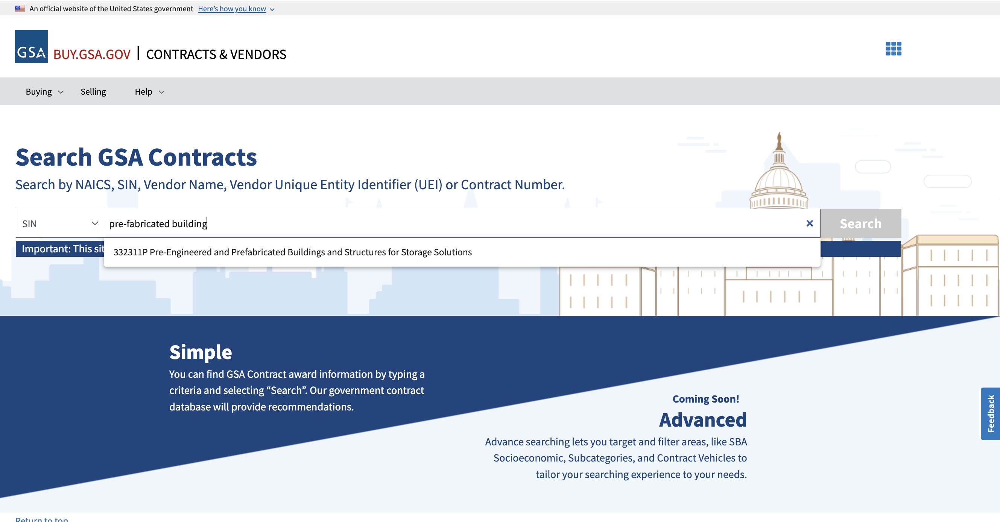 An official website of the United States government Here's how you know
GSA BUY.GSA.GOV | CONTRACTS & VENDORS
Buying Selling Help
Search GSA Contracts
Search by NAICS, SIN, Vendor Name, Vendor Unique Entity Identifier (UEI) or Contract Number.
SIN pre-fabricated building Search
Important: This
332311P Pre-Engineered and Prefabricated Buildings and Structures for Storage Solutions
Simple
You can find GSA Contract award information by typing a
criteria and selecting “Search”. Our government contract
database will provide recommendations.
Coming Soon!
Advanced
Advance searching lets you target and filter areas, like SBA
Socioeconomic, Subcategories, and Contract Vehicles to
tailor your searching experience to your needs.
Feedback
Return to top